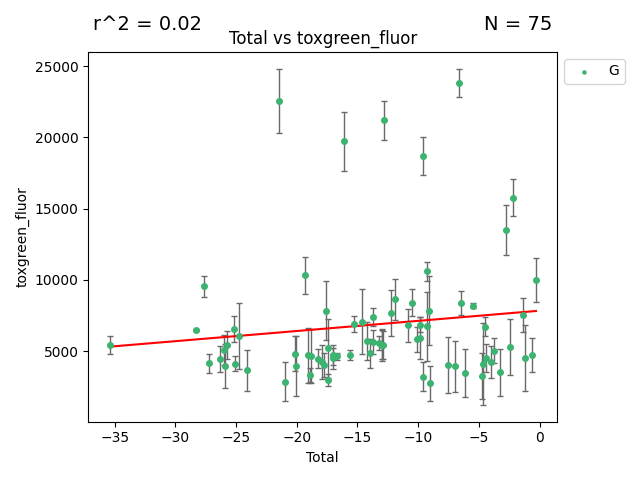 r^2 = 0.02
N = 75
Total vs toxgreen_fluor
G
25000
20000
15000
10000
5000
toxgreen_fluor
−35
−30
−25
−20
−15
−10
−5
0
Total